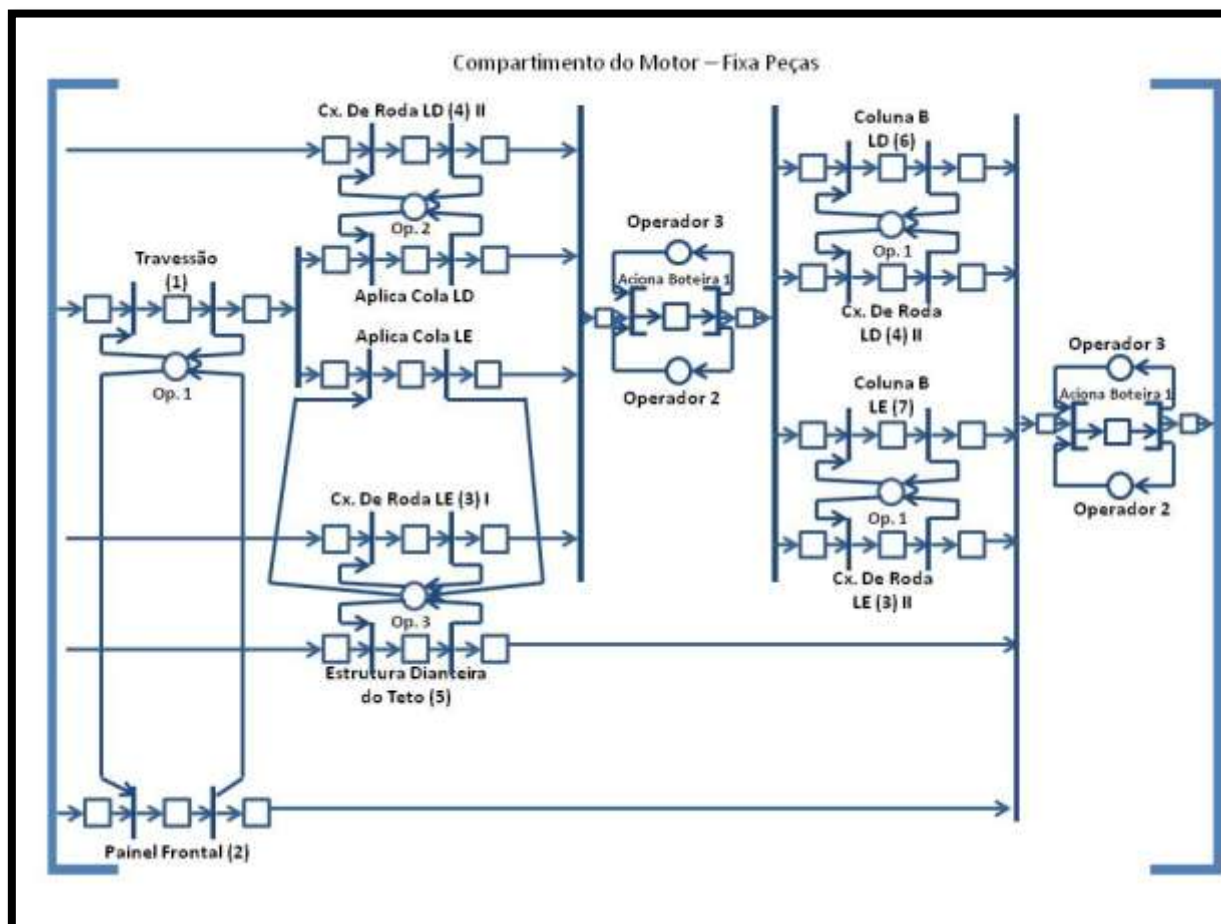 Compartimento do Motor – Fixa Peças
Cx. De Roda LD (4) II
Op. 2
Aplica Cola LD
Travessão
(1)
Op. 1
Aplica Cola LE
Cx. De Roda LE (3) I
Op. 3
Estrutura Dianteira
do Teto (5)
Painel Frontal (2)
Operador 3
Aciona Boteira 1
Operador 2
Coluna B
LD (6)
Op. 1
Cx. De Roda
LD (4) II
Coluna B
LE (7)
Op. 1
Cx. De Roda
LE (3) II
Operador 3
Aciona Boteira 1
Operador 2